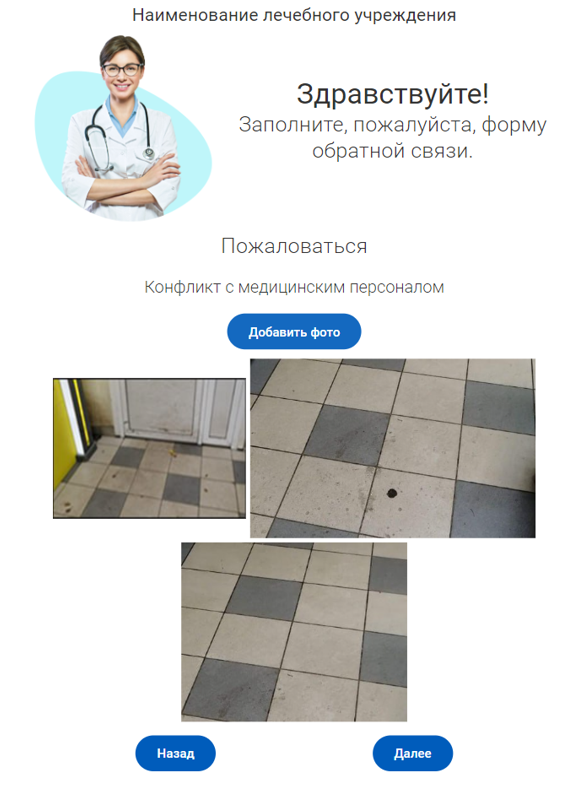 Наименование лечебного учреждения
Здравствуйте!
Заполните, пожалуйста, форму
обратной связи.
Пожаловаться
Конфликт с медицинским персоналом
Добавить фото
Назад
Далее